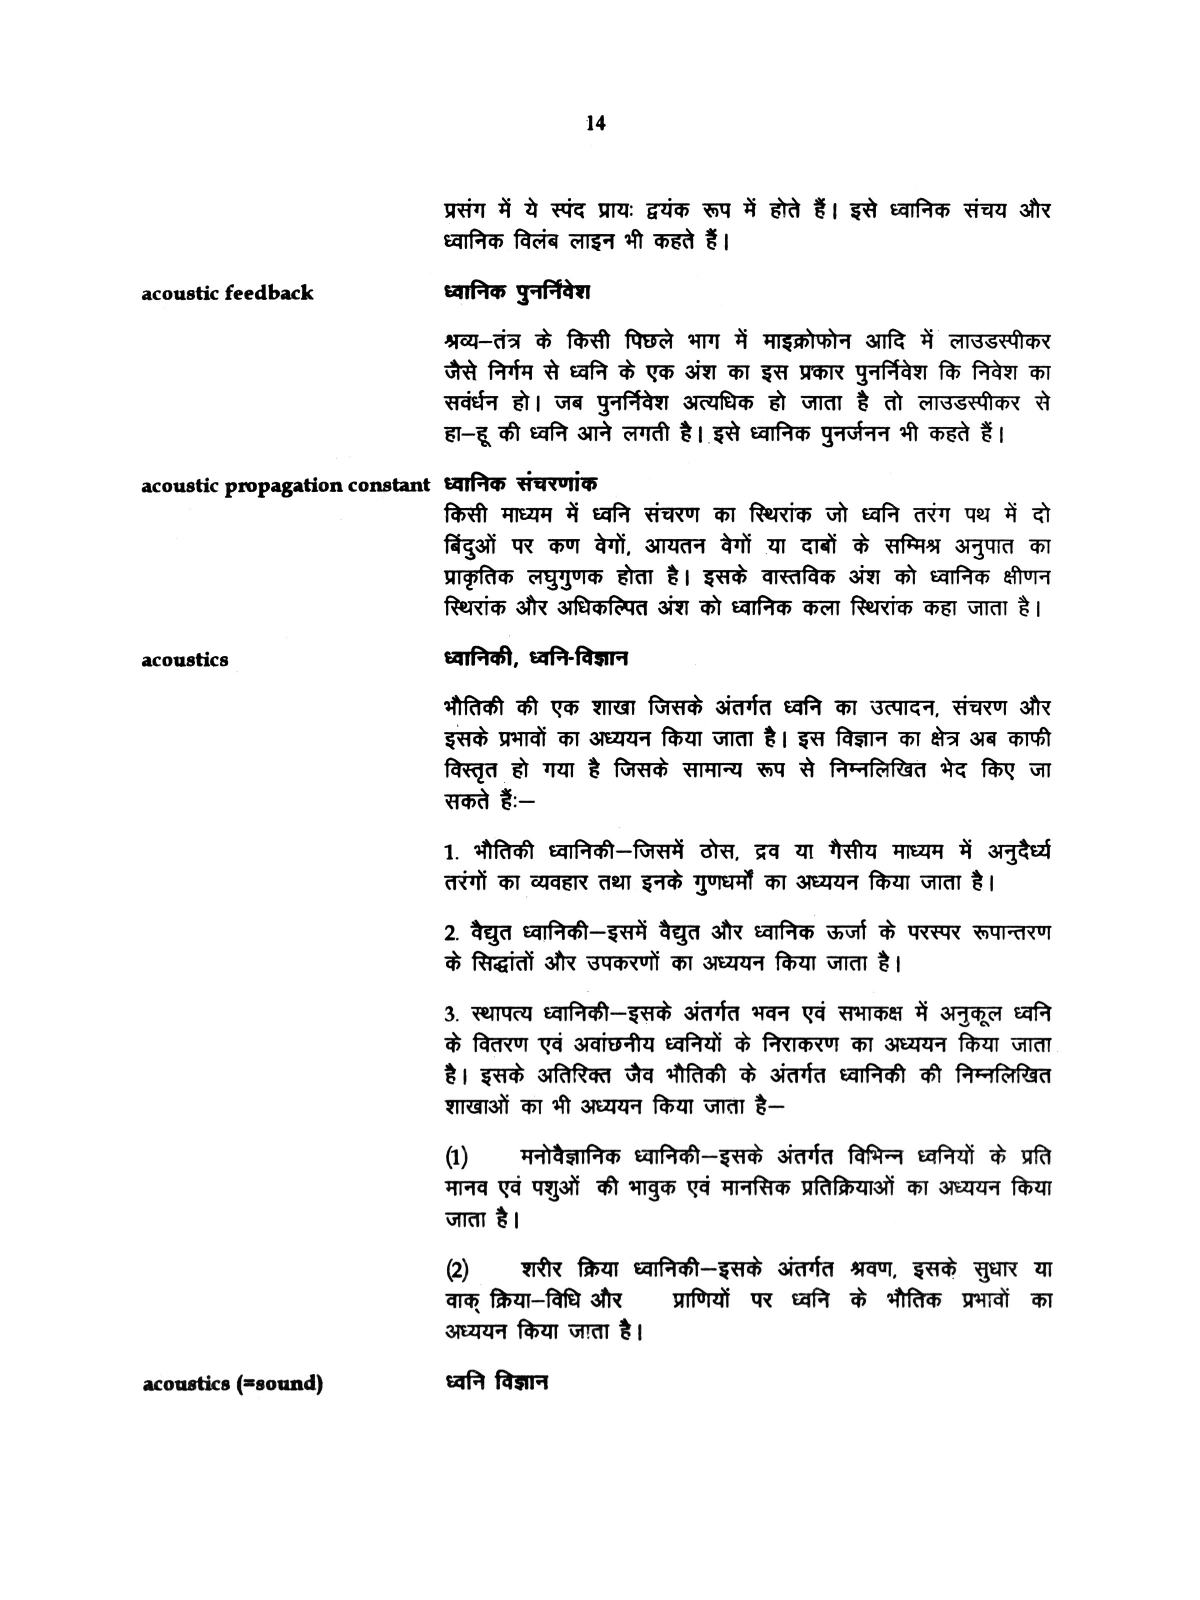 14
प्रसंग में ये स्पंद प्रायः द्वयंक रूप में होते हैं। इसे ध्वानिक संचय और
ध्वानिक विलंब लाइन भी कहते हैं।
acoustic feedback ध्वानिक पुनर्निवेश
श्रव्य–तंत्र के किसी पिछले भाग में माइक्रोफोन आदि में लाउडस्पीकर
जैसे निर्गम से ध्वनि के एक अंश का इस प्रकार पुनर्निवेश कि निवेश का
सवंर्धन हो। जब पुनर्निवेश अत्यधिक हो जाता है तो लाउडस्पीकर से
हा–हू की ध्वनि आने लगती है। इसे ध्वानिक पुनर्जनन भी कहते हैं।
acoustic propagation constant ध्वानिक संचरणांक
किसी माध्यम में ध्वनि संचरण का स्थिरांक जो ध्वनि तरंग पथ में दो
बिंदुओं पर कण वेगों, आयतन वेगों या दाबों के सम्मिश्र अनुपात का
प्राकृतिक लघुगुणक होता है। इसके वास्तविक अंश को ध्वानिक क्षीणन
स्थिरांक और अधिकल्पित अंश को ध्वानिक कला स्थिरांक कहा जाता है।
acoustics ध्वानिकी, ध्वनि-विज्ञान
भौतिकी की एक शाखा जिसके अंतर्गत ध्वनि का उत्पादन, संचरण और
इसके प्रभावों का अध्ययन किया जाता है। इस विज्ञान का क्षेत्र अब काफी
विस्तृत हो गया है जिसके सामान्य रूप से निम्नलिखित भेद किए जा
सकते हैंः–
1. भौतिकी ध्वानिकी–जिसमें ठोस, द्रव या गैसीय माध्यम में अनुदैर्ध्य
तरंगों का व्यवहार तथा इनके गुणधर्मों का अध्ययन किया जाता है।
2. वैद्युत ध्वानिकी–इसमें वैद्युत और ध्वानिक ऊर्जा के परस्पर रूपान्तरण
के सिद्धांतों और उपकरणों का अध्ययन किया जाता है।
3. स्थापत्य ध्वानिकी–इसके अंतर्गत भवन एवं सभाकक्ष में अनुकूल ध्वनि
के वितरण एवं अवांछनीय ध्वनियों के निराकरण का अध्ययन किया जाता
है। इसके अतिरिक्त जैव भौतिकी के अंतर्गत ध्वानिकी की निम्नलिखित
शाखाओं का भी अध्ययन किया जाता है–
(1) मनोवैज्ञानिक ध्वानिकी–इसके अंतर्गत विभिन्न ध्वनियों के प्रति
मानव एवं पशुओं की भावुक एवं मानसिक प्रतिक्रियाओं का अध्ययन किया
जाता है।
(2) शरीर क्रिया ध्वानिकी–इसके अंतर्गत श्रवण, इसके सुधार या
वाक् क्रिया–विधि और प्राणियों पर ध्वनि के भौतिक प्रभावों का
अध्ययन किया जाता है।
acoustics (=sound) ध्वनि विज्ञान